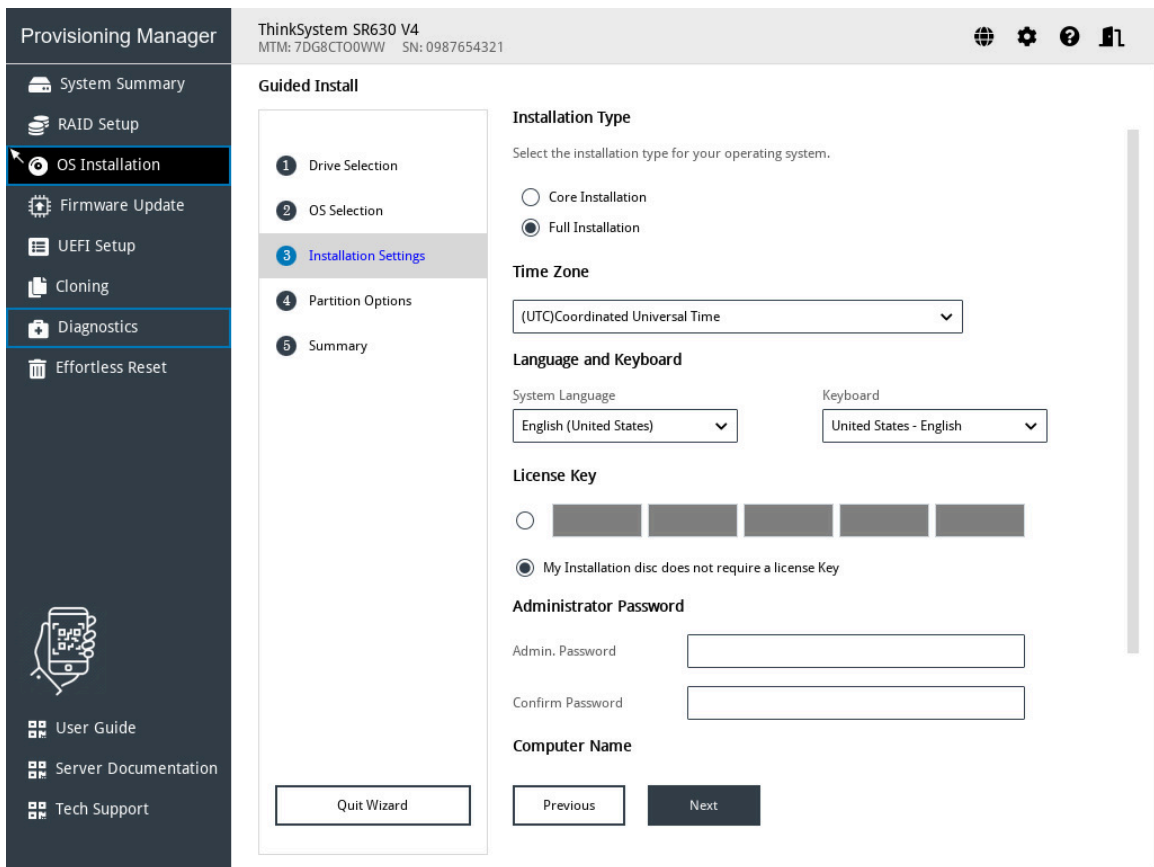 Provisioning Manager
ThinkSystem SR630 V4
MTM: 7DG8CTO0WW SN: 0987654321
System Summary
RAID Setup
OS Installation
Firmware Update
UEFI Setup
Cloning
Diagnostics
Effortless Reset
User Guide
Server Documentation
Tech Support
Guided Install
1 Drive Selection
2 OS Selection
3 Installation Settings
4 Partition Options
5 Summary
Quit Wizard
Installation Type
Select the installation type for your operating system.
Core Installation
Full Installation
Time Zone
(UTC)Coordinated Universal Time
Language and Keyboard
System Language Keyboard
English (United States) United States - English
License Key
My Installation disc does not require a license Key
Administrator Password
Admin. Password
Confirm Password
Computer Name
Previous Next